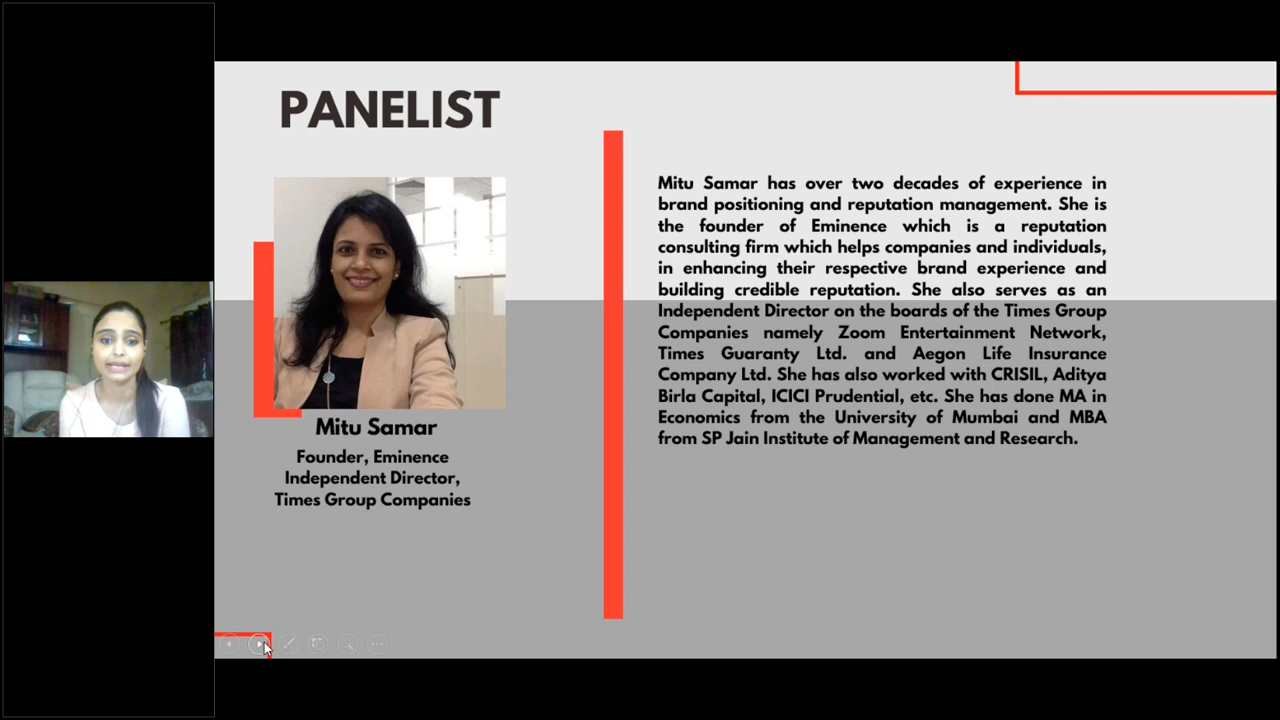 PANELIST
Mitu Samar
Founder, Eminence
Independent Director,
Times Group Companies
Mitu Samar has over two decades of experience in
brand positioning and reputation management. She is
the founder of Eminence which is a reputation
consulting firm which helps companies and individuals,
in enhancing their respective brand experience and
building credible reputation. She also serves as an
Independent Director on the boards of the Times Group
Companies namely Zoom Entertainment Network,
Times Guaranty Ltd. and Aegon Life Insurance
Company Ltd. She has also worked with CRISIL, Aditya
Birla Capital, ICICI Prudential, etc. She has done MA in
Economics from the University of Mumbai and MBA
from SP Jain Institute of Management and Research.